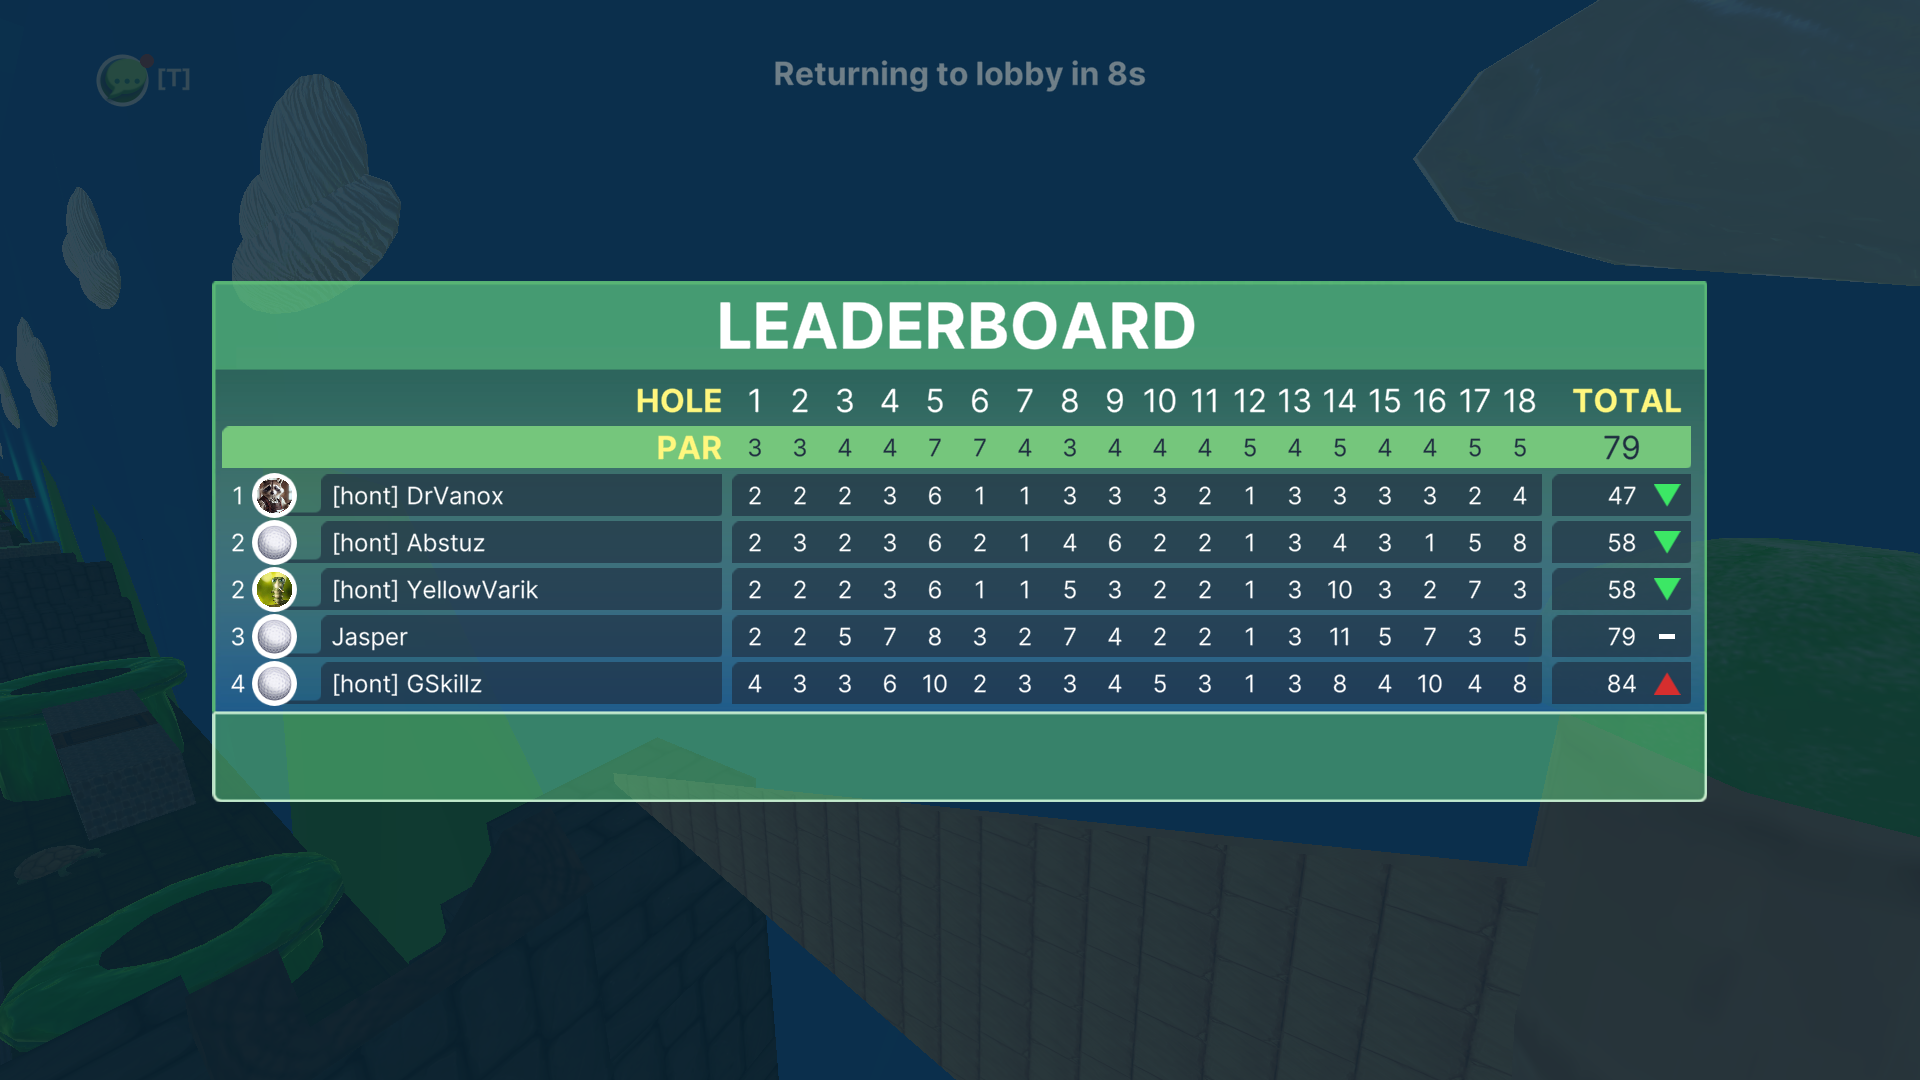 [T]
Returning to lobby in 8s
LEADERBOARD
HOLE 1 2 3 4 5 6 7 8 9 10 11 12 13 14 15 16 17 18 TOTAL
PAR 3 3 4 4 7 7 4 3 4 4 4 5 4 5 4 4 5 5 79
1 [hont] DrVanox 2 2 2 3 6 1 1 3 3 3 2 1 3 3 3 3 2 4 47
2 [hont] Abstuz 2 3 2 3 6 2 1 4 6 2 2 1 3 4 3 1 5 8 58
2 [hont] YellowVarik 2 2 2 3 6 1 1 5 3 2 2 1 3 10 3 2 7 3 58
3 Jasper 2 2 5 7 8 3 2 7 4 2 2 1 3 11 5 7 3 5 79
4 [hont] GSkillz 4 3 3 6 10 2 3 3 4 5 3 1 3 8 4 10 4 8 84